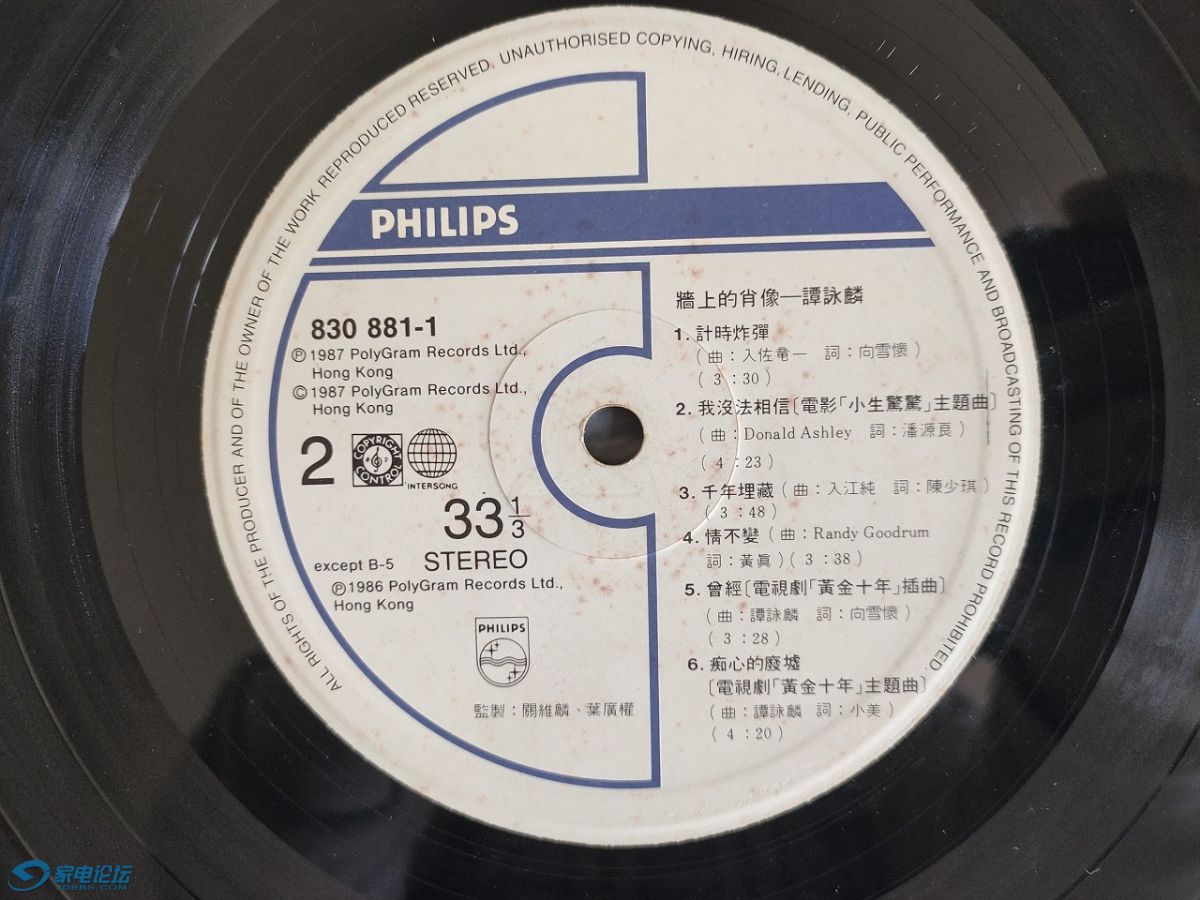 ALL RIGHTS OF THE PRODUCER AND OF THE OWNER OF THE WORK REPRODUCED RESERVED. UNAUTHORISED COPYING, HIRING, LENDING, PUBLIC PERFORMANCE AND BROADCASTING OF THIS RECORD PROHIBITED.
PHILIPS
830 881-1
Ⓟ1987 PolyGram Records Ltd.,
Hong Kong
©1987 PolyGram Records Ltd.,
Hong Kong
2
COPYRIGHT CONTROL
INTERSONG
33 1/3
STEREO
except B-5
Ⓟ1986 PolyGram Records Ltd.,
Hong Kong
PHILIPS
監製：關維麟、葉廣權
牆上的肖像—譚詠麟
1. 計時炸彈
（曲：入佐竜一　詞：向雪懷）
（3：30）
2. 我沒法相信〔電影「小生驚驚」主題曲〕
（曲：Donald Ashley　詞：潘源良）
（4：23）
3. 千年埋藏（曲：入江純　詞：陳少琪）
（3：48）
4. 情不變（曲：Randy Goodrum
詞：黃眞）（3：38）
5. 曾經〔電視劇「黃金十年」插曲〕
（曲：譚詠麟　詞：向雪懷）
（3：28）
6. 痴心的廢墟
〔電視劇「黃金十年」主題曲〕
（曲：譚詠麟　詞：小美）
（4：20）
家电论坛
JDBBS.COM